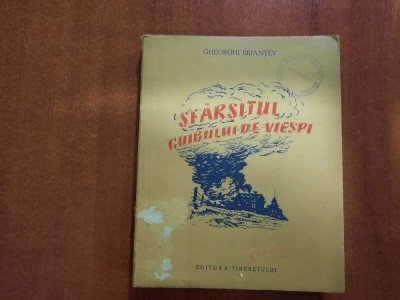 GHEORGHI BRIANȚEV
SFÂRȘITUL
CUIBULUI DE VIESPI
EDITURA TINERETULUI